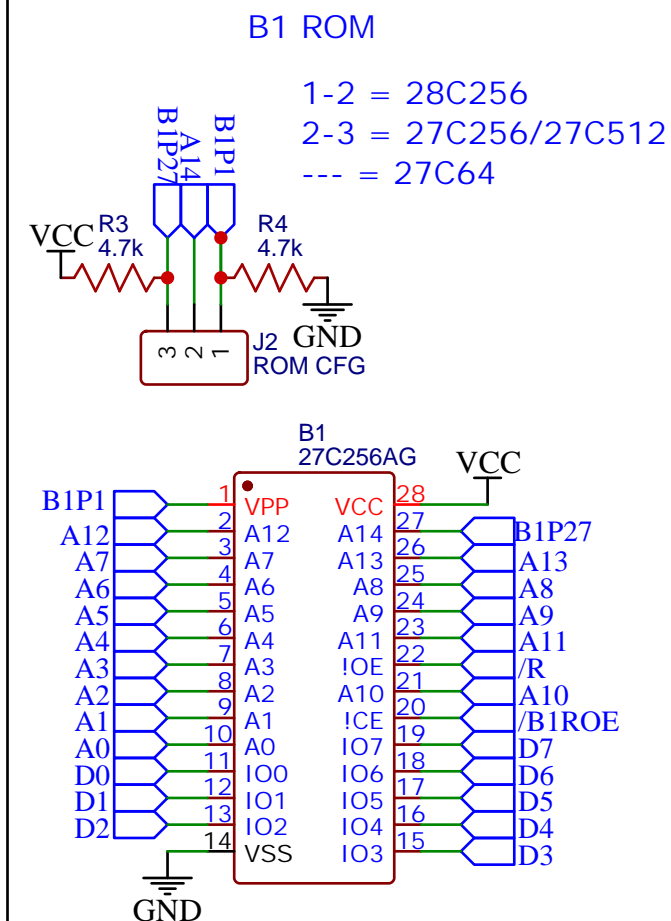 B1 ROM
1-2 = 28C256
2-3 = 27C256/27C512
--- = 27C64
B1P27
A14
B1P1
VCC
R3
4.7k
R4
4.7k
GND
3 2 1
J2
ROM CFG
B1
27C256AG
VCC
B1P1 1 VPP VCC 28
A12 2 A12 A14 27 B1P27
A7 3 A7 A13 26 A13
A6 4 A6 A8 25 A8
A5 5 A5 A9 24 A9
A4 6 A4 A11 23 A11
A3 7 A3 !OE 22 /R
A2 8 A2 A10 21 A10
A1 9 A1 !CE 20 /B1ROE
A0 10 A0 IO7 19 D7
D0 11 IO0 IO6 18 D6
D1 12 IO1 IO5 17 D5
D2 13 IO2 IO4 16 D4
14 VSS IO3 15 D3
GND